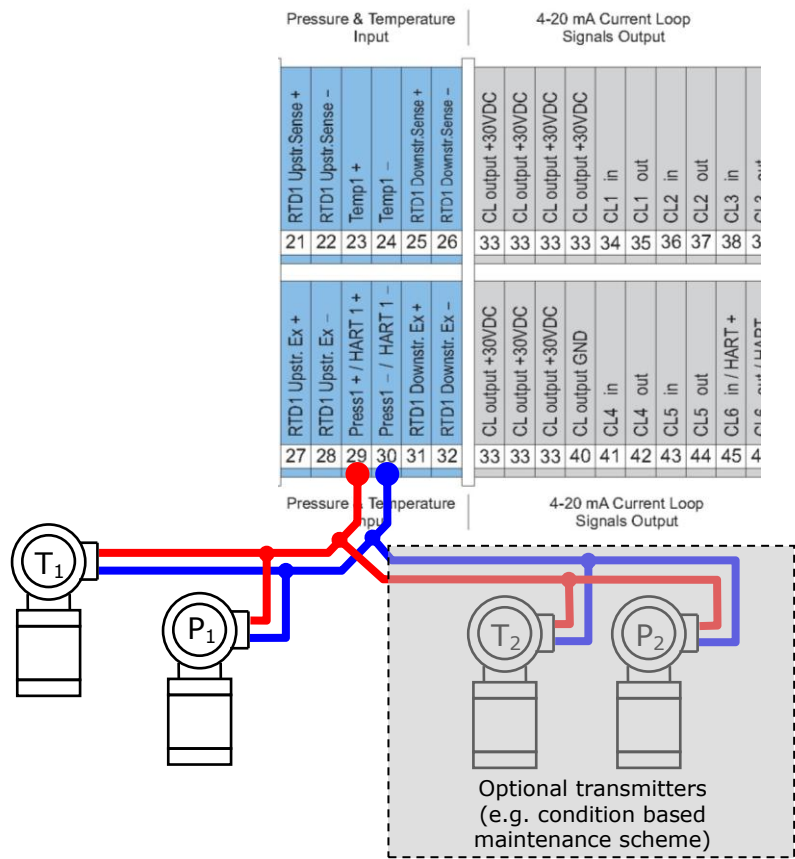 Pressure & Temperature
Input
4-20 mA Current Loop
Signals Output
RTD1 Upstr.Sense +
RTD1 Upstr.Sense −
Temp1 +
Temp1 −
RTD1 Downstr.Sense +
RTD1 Downstr.Sense −
CL output +30VDC
CL output +30VDC
CL output +30VDC
CL output +30VDC
CL1 in
CL1 out
CL2 in
CL2 out
CL3 in
21 22 23 24 25 26 33 33 33 33 34 35 36 37 38
RTD1 Upstr. Ex +
RTD1 Upstr. Ex −
Press1 + / HART 1 +
Press1 − / HART 1 −
RTD1 Downstr. Ex +
RTD1 Downstr. Ex −
CL output +30VDC
CL output +30VDC
CL output +30VDC
CL output GND
CL4 in
CL4 out
CL5 in
CL5 out
CL6 in / HART +
27 28 29 30 31 32 33 33 33 40 41 42 43 44 45
Pressure & Temperature
Input
4-20 mA Current Loop
Signals Output
T1
P1
T2
P2
Optional transmitters
(e.g. condition based
maintenance scheme)